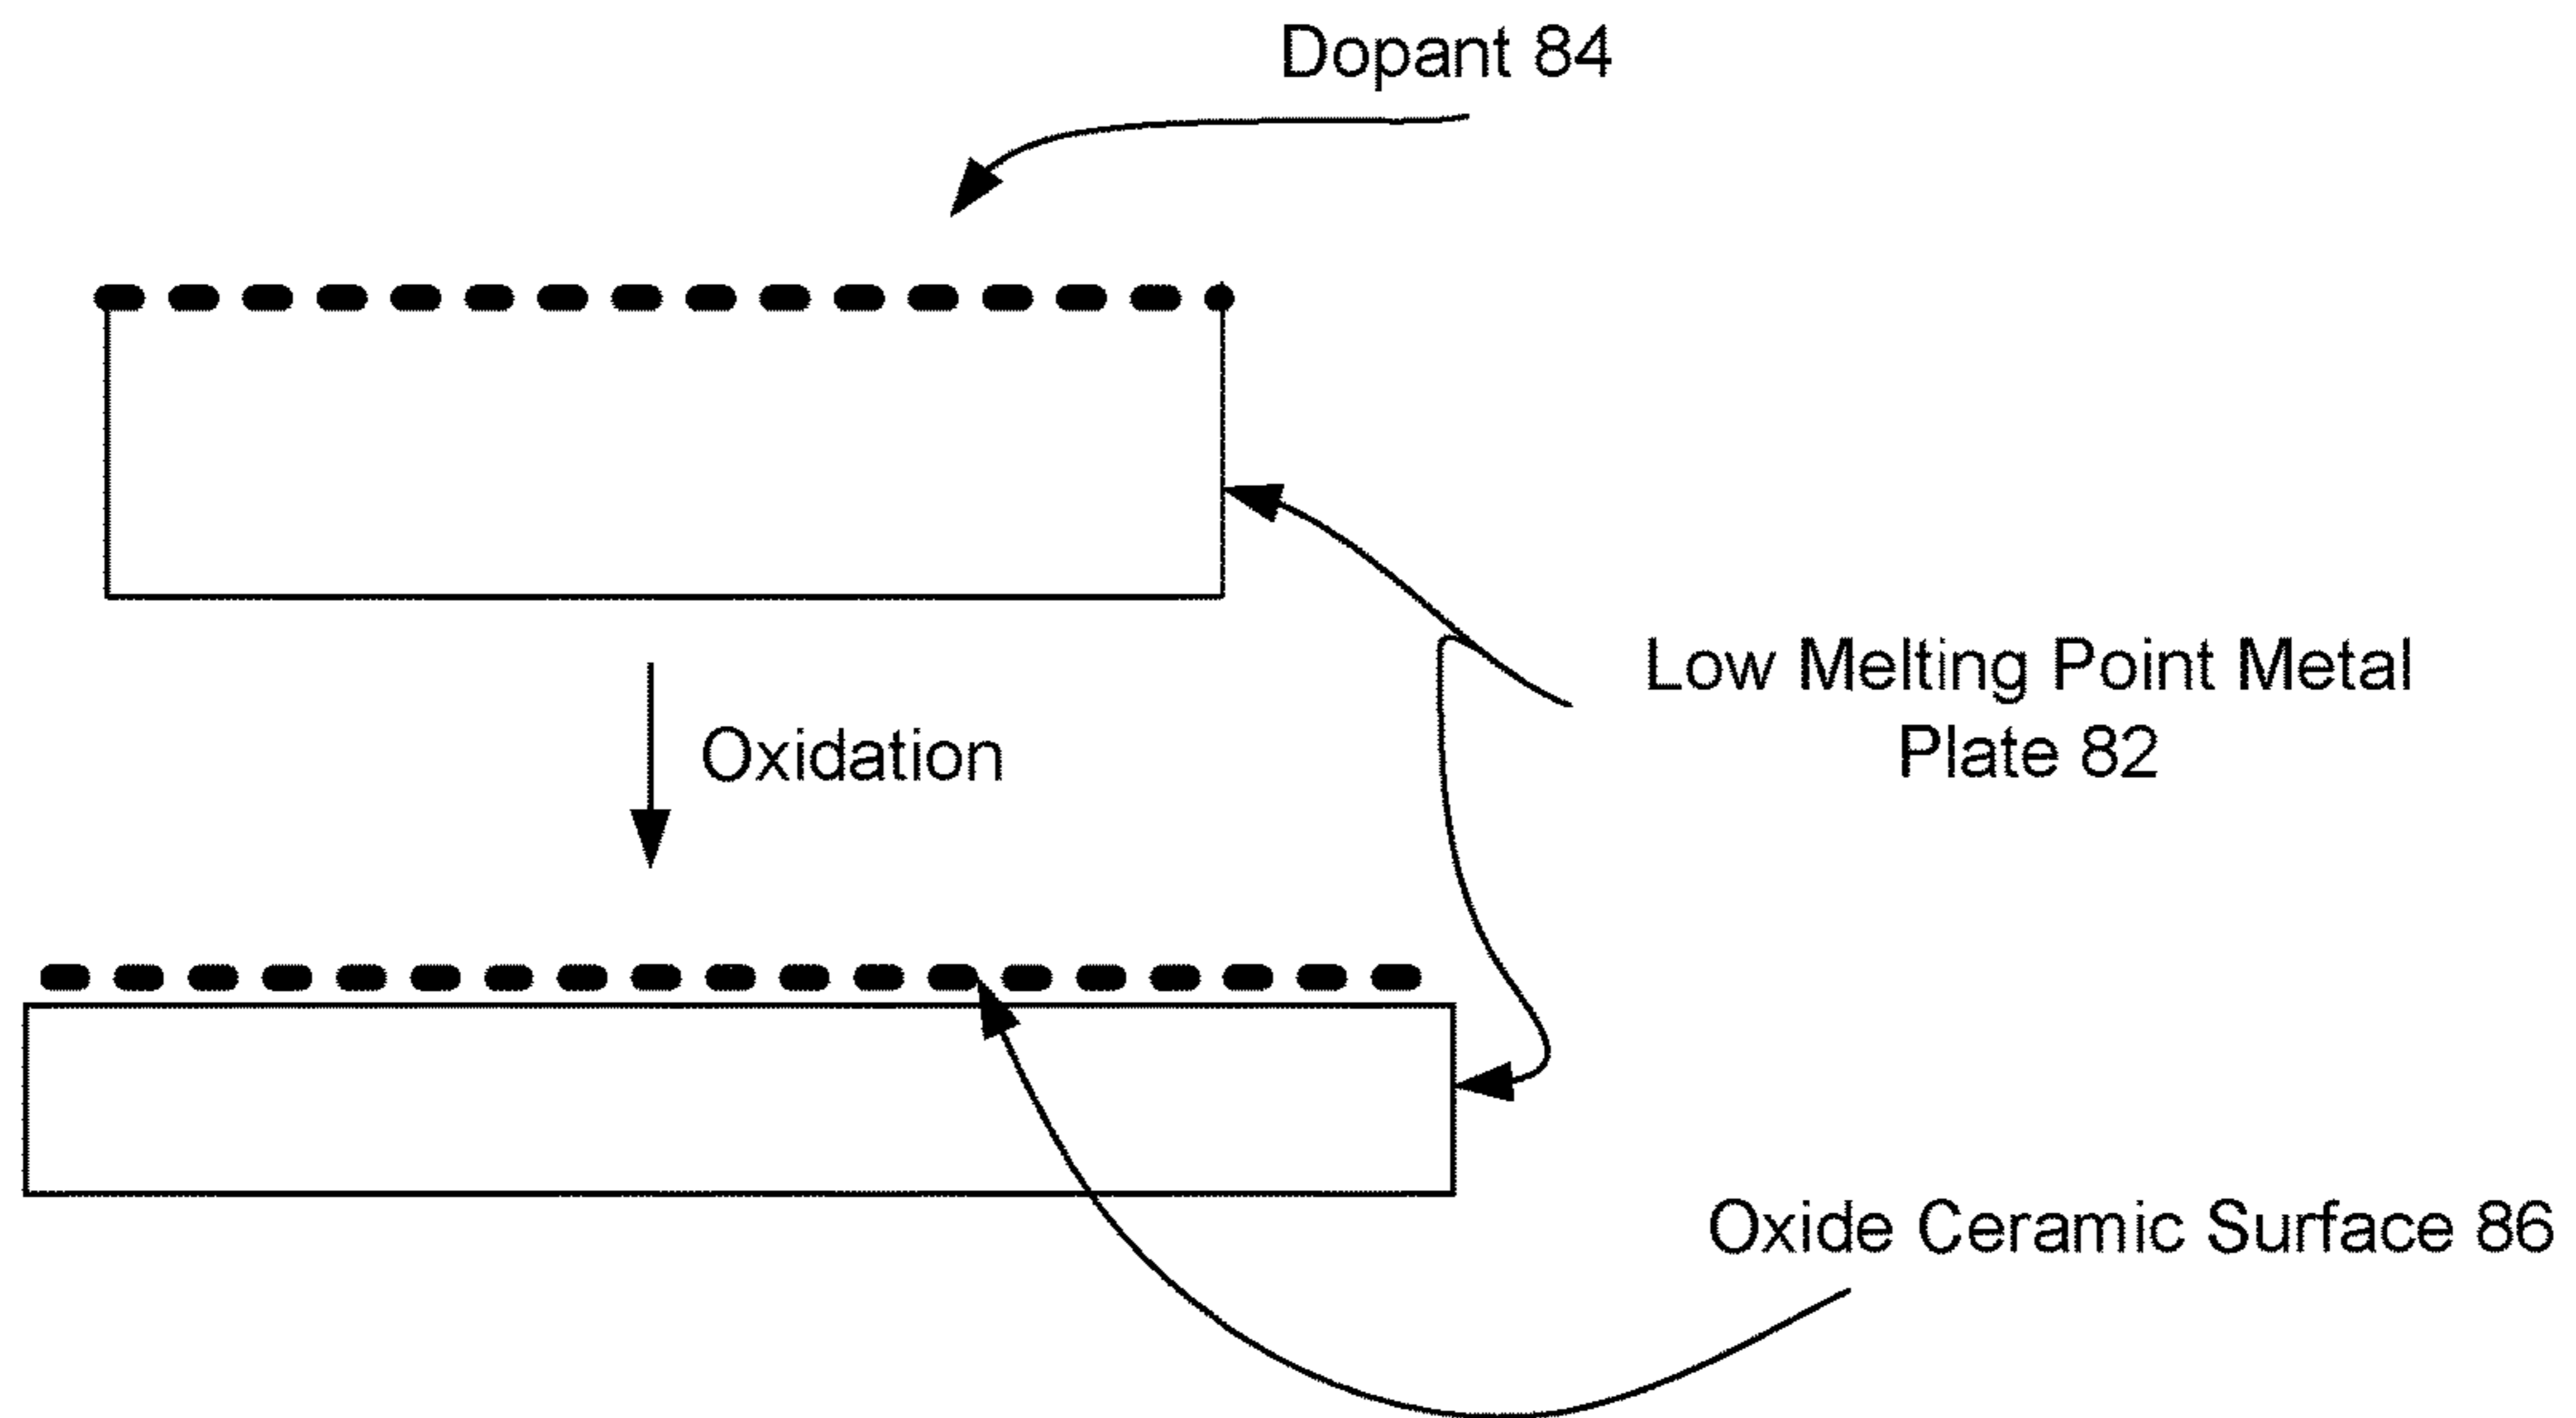 Dopant 84
Low Melting Point Metal
Plate 82
Oxidation
Oxide Ceramic Surface 86